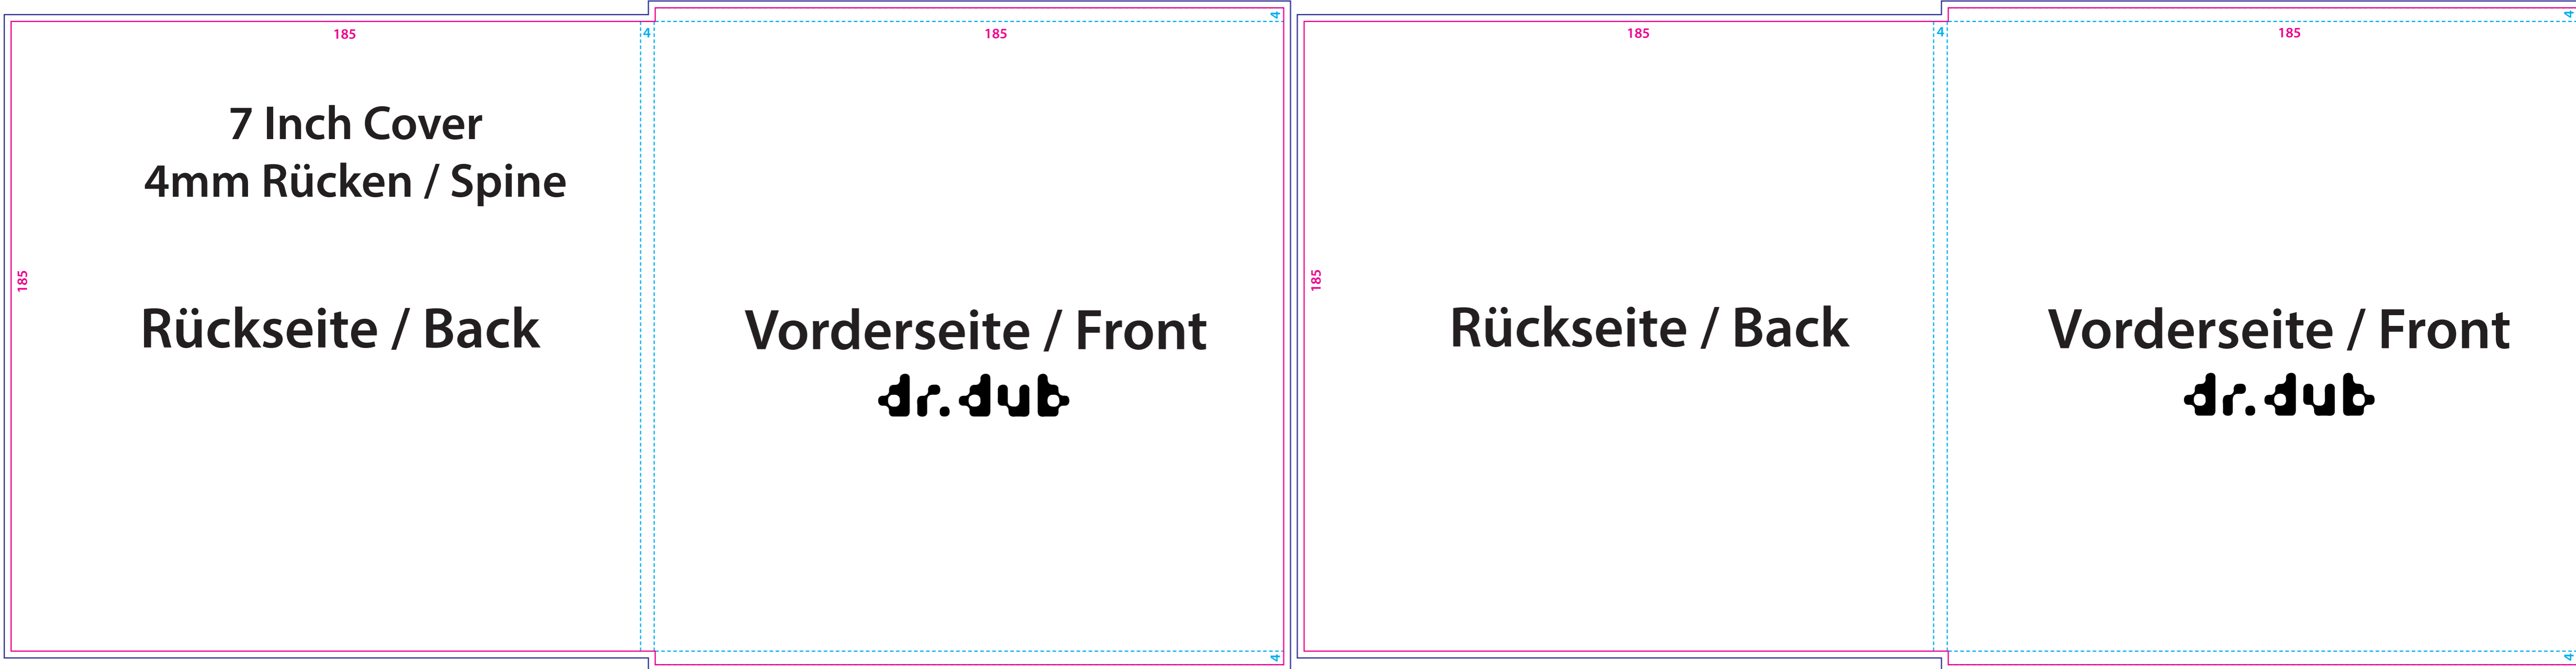 185
4
185
4
7 Inch Cover
4mm Rücken / Spine
185
Rückseite / Back
Vorderseite / Front
dr.dub
4
185
4
185
4
185
Rückseite / Back
Vorderseite / Front
dr.dub
4